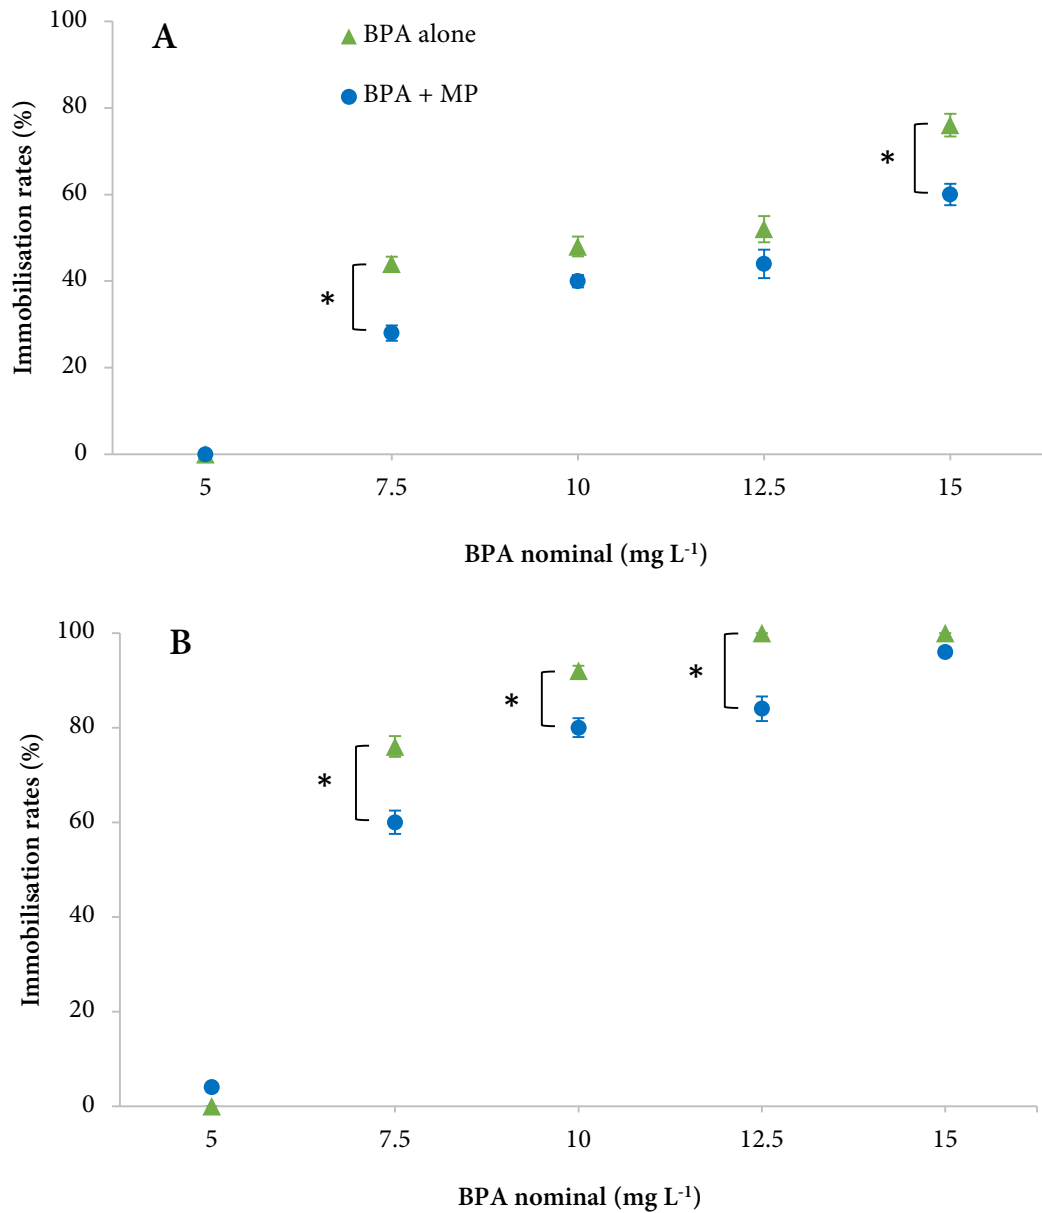 A
BPA alone
BPA + MP
Immobilisation rates (%)
100
80
60
40
20
0
*
*
5 7.5 10 12.5 15
BPA nominal (mg L⁻¹)
B
Immobilisation rates (%)
100
80
60
40
20
0
*
*
*
5 7.5 10 12.5 15
BPA nominal (mg L⁻¹)